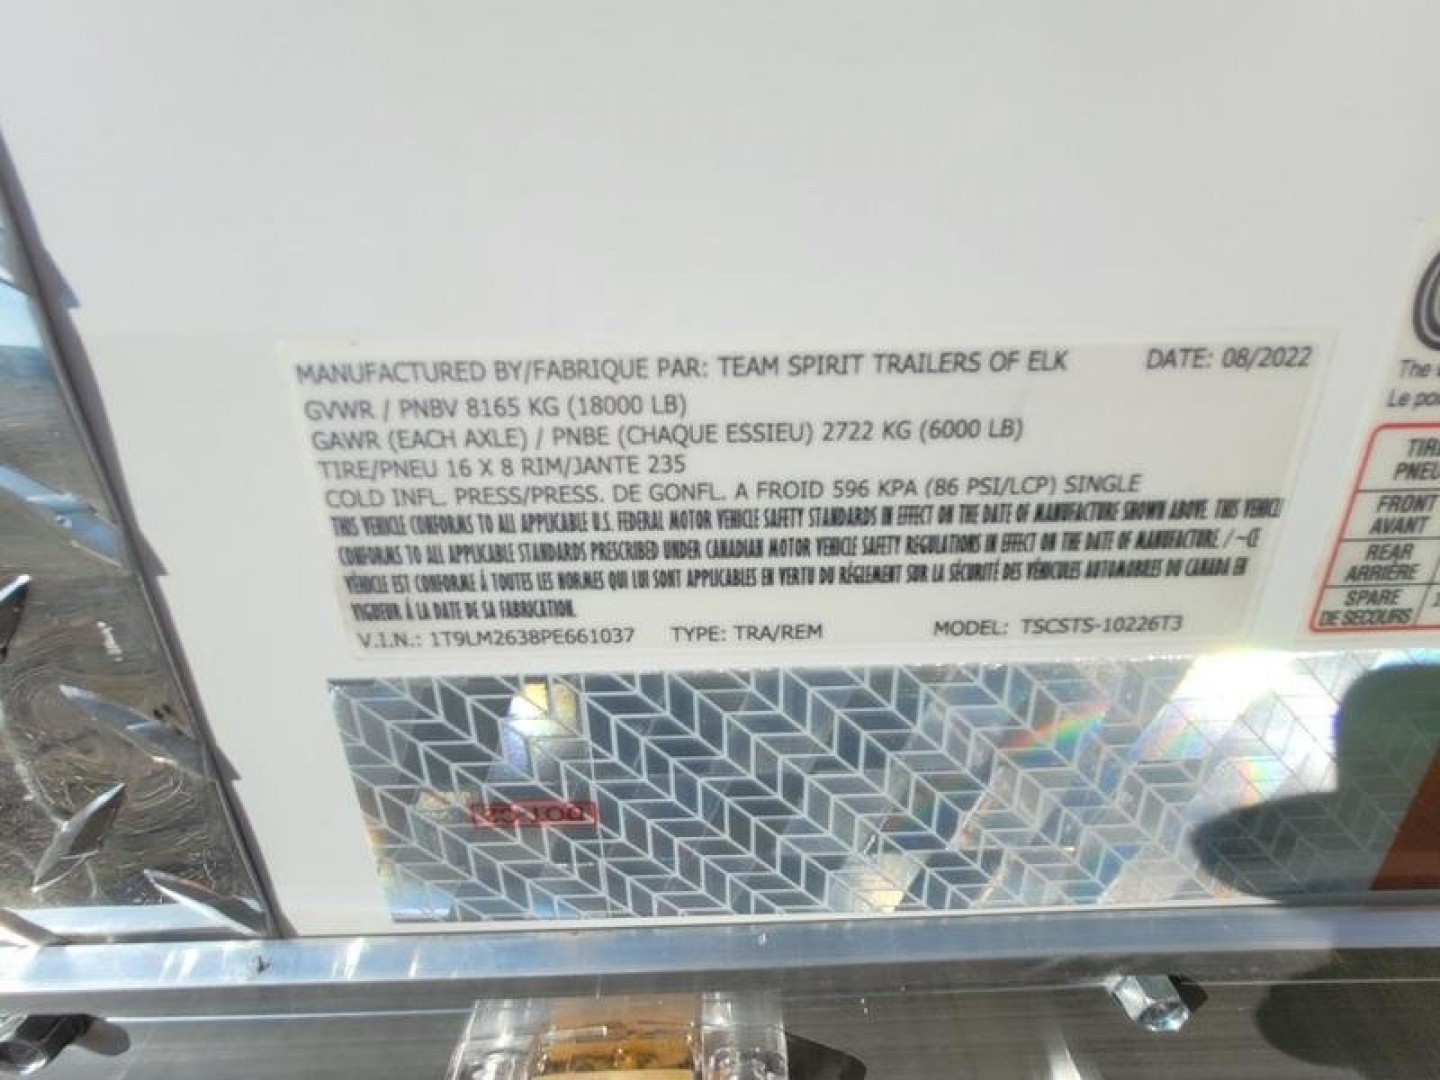 MANUFACTURED BY/FABRIQUE PAR: TEAM SPIRIT TRAILERS OF ELK DATE: 08/2022
GVWR / PNBV 8165 KG (18000 LB)
GAWR (EACH AXLE) / PNBE (CHAQUE ESSIEU) 2722 KG (6000 LB)
TIRE/PNEU 16 X 8 RIM/JANTE 235
COLD INFL. PRESS/PRESS. DE GONFL. A FROID 596 KPA (86 PSI/LCP) SINGLE
THIS VEHICLE CONFORMS TO ALL APPLICABLE U.S. FEDERAL MOTOR VEHICLE SAFETY STANDARDS IN EFFECT ON THE DATE OF MANUFACTURE SHOWN ABOVE. THIS VEHICLE
CONFORMS TO ALL APPLICABLE STANDARDS PRESCRIBED UNDER CANADIAN MOTOR VEHICLE SAFETY REGULATIONS IN EFFECT ON THE DATE OF MANUFACTURE / ~CE
VÉHICLE EST CONFORME À TOUTES LES NORMES QUI LUI SONT APPLICABLES EN VERTU DU RÈGLEMENT SUR LA SÉCURITÉ DES VÉHICULES AUTOMOBILES DU CANADA EN
VIGUEUR À LA DATE DE SA FABRICATION.
V.I.N.: 1T9LM2638PE661037 TYPE: TRA/REM MODEL: TSCSTS-10226T3
DOT-C2
The
Le
TIRE
PNEU
FRONT
AVANT
REAR
ARRIÈRE
SPARE
DE SECOURS